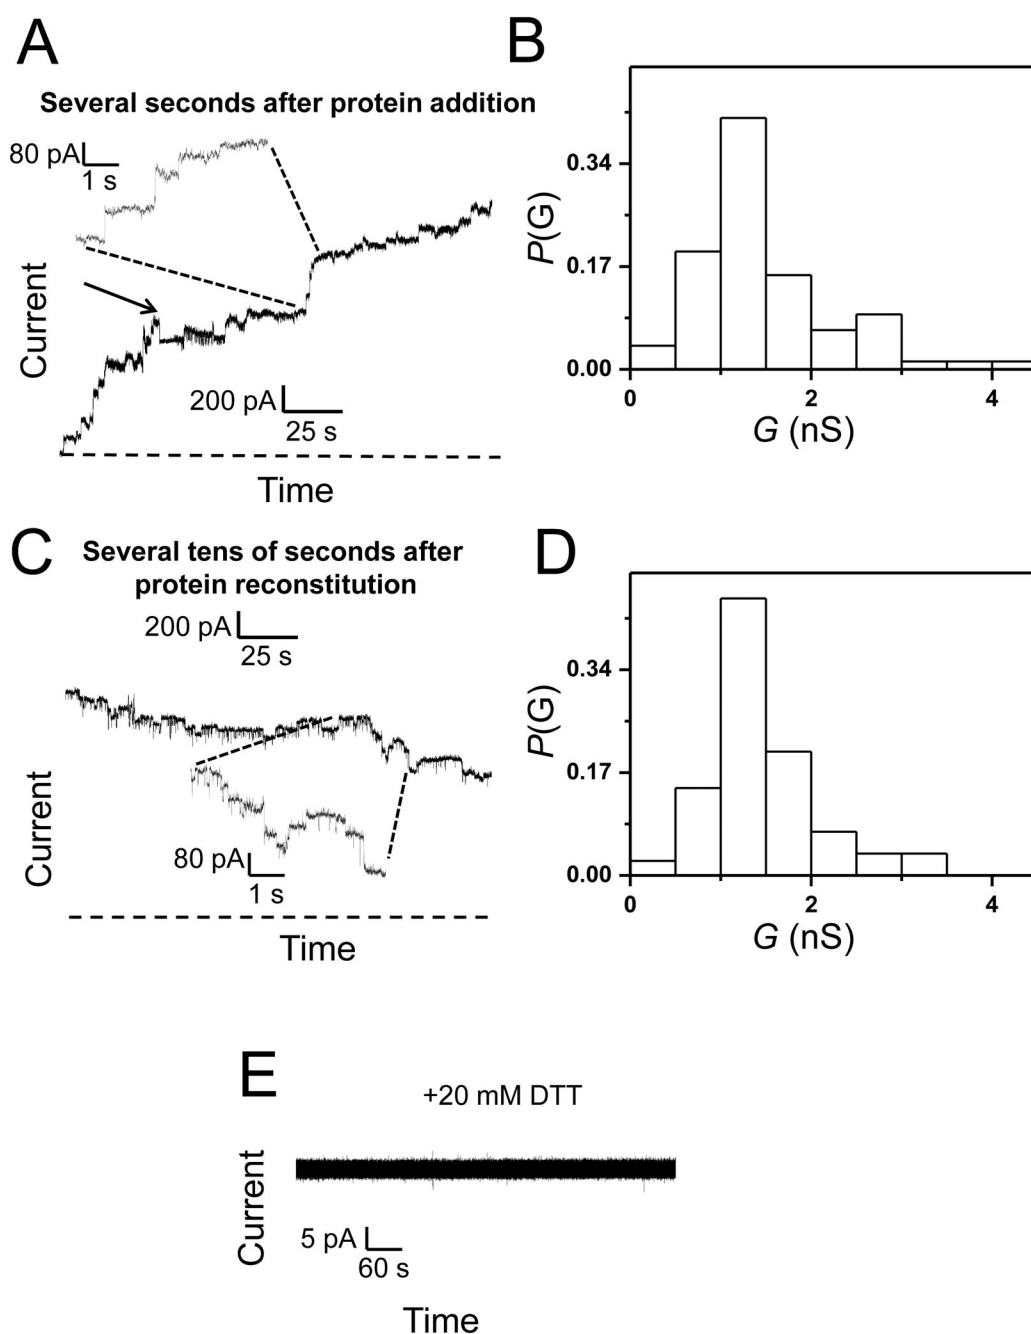 A
Several seconds after protein addition
80 pA
1 s
Current
200 pA
25 s
Time
B
P(G)
0.34
0.17
0.00
0 2 4
G (nS)
C
Several tens of seconds after
protein reconstitution
200 pA
25 s
Current
80 pA
1 s
Time
D
P(G)
0.34
0.17
0.00
0 2 4
G (nS)
E
+20 mM DTT
Current
5 pA
60 s
Time